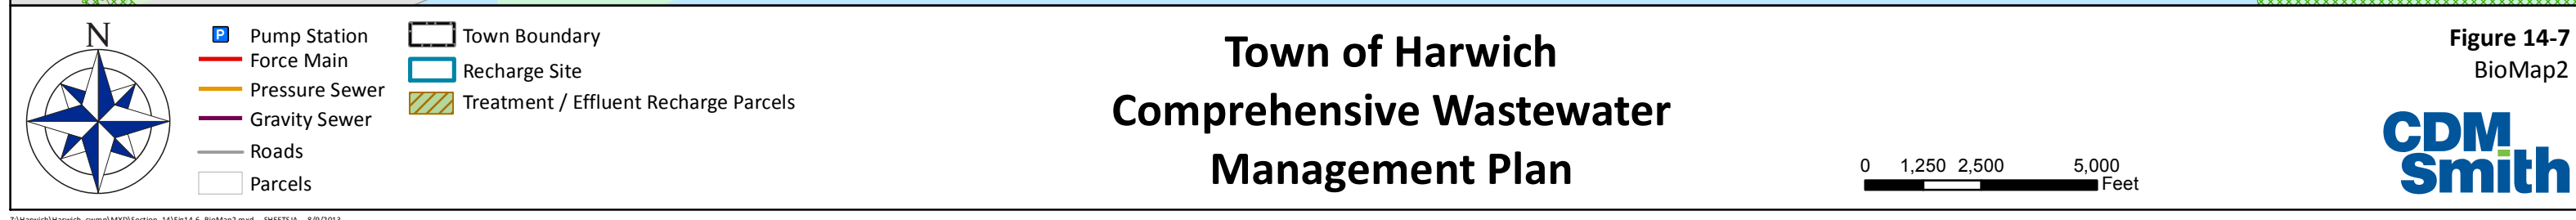 N
P Pump Station
Force Main
Pressure Sewer
Gravity Sewer
Roads
Parcels
Town Boundary
Recharge Site
Treatment / Effluent Recharge Parcels
Town of Harwich
Comprehensive Wastewater
Management Plan
0 1,250 2,500 5,000
Feet
Figure 14-7
BioMap2
CDM
Smith